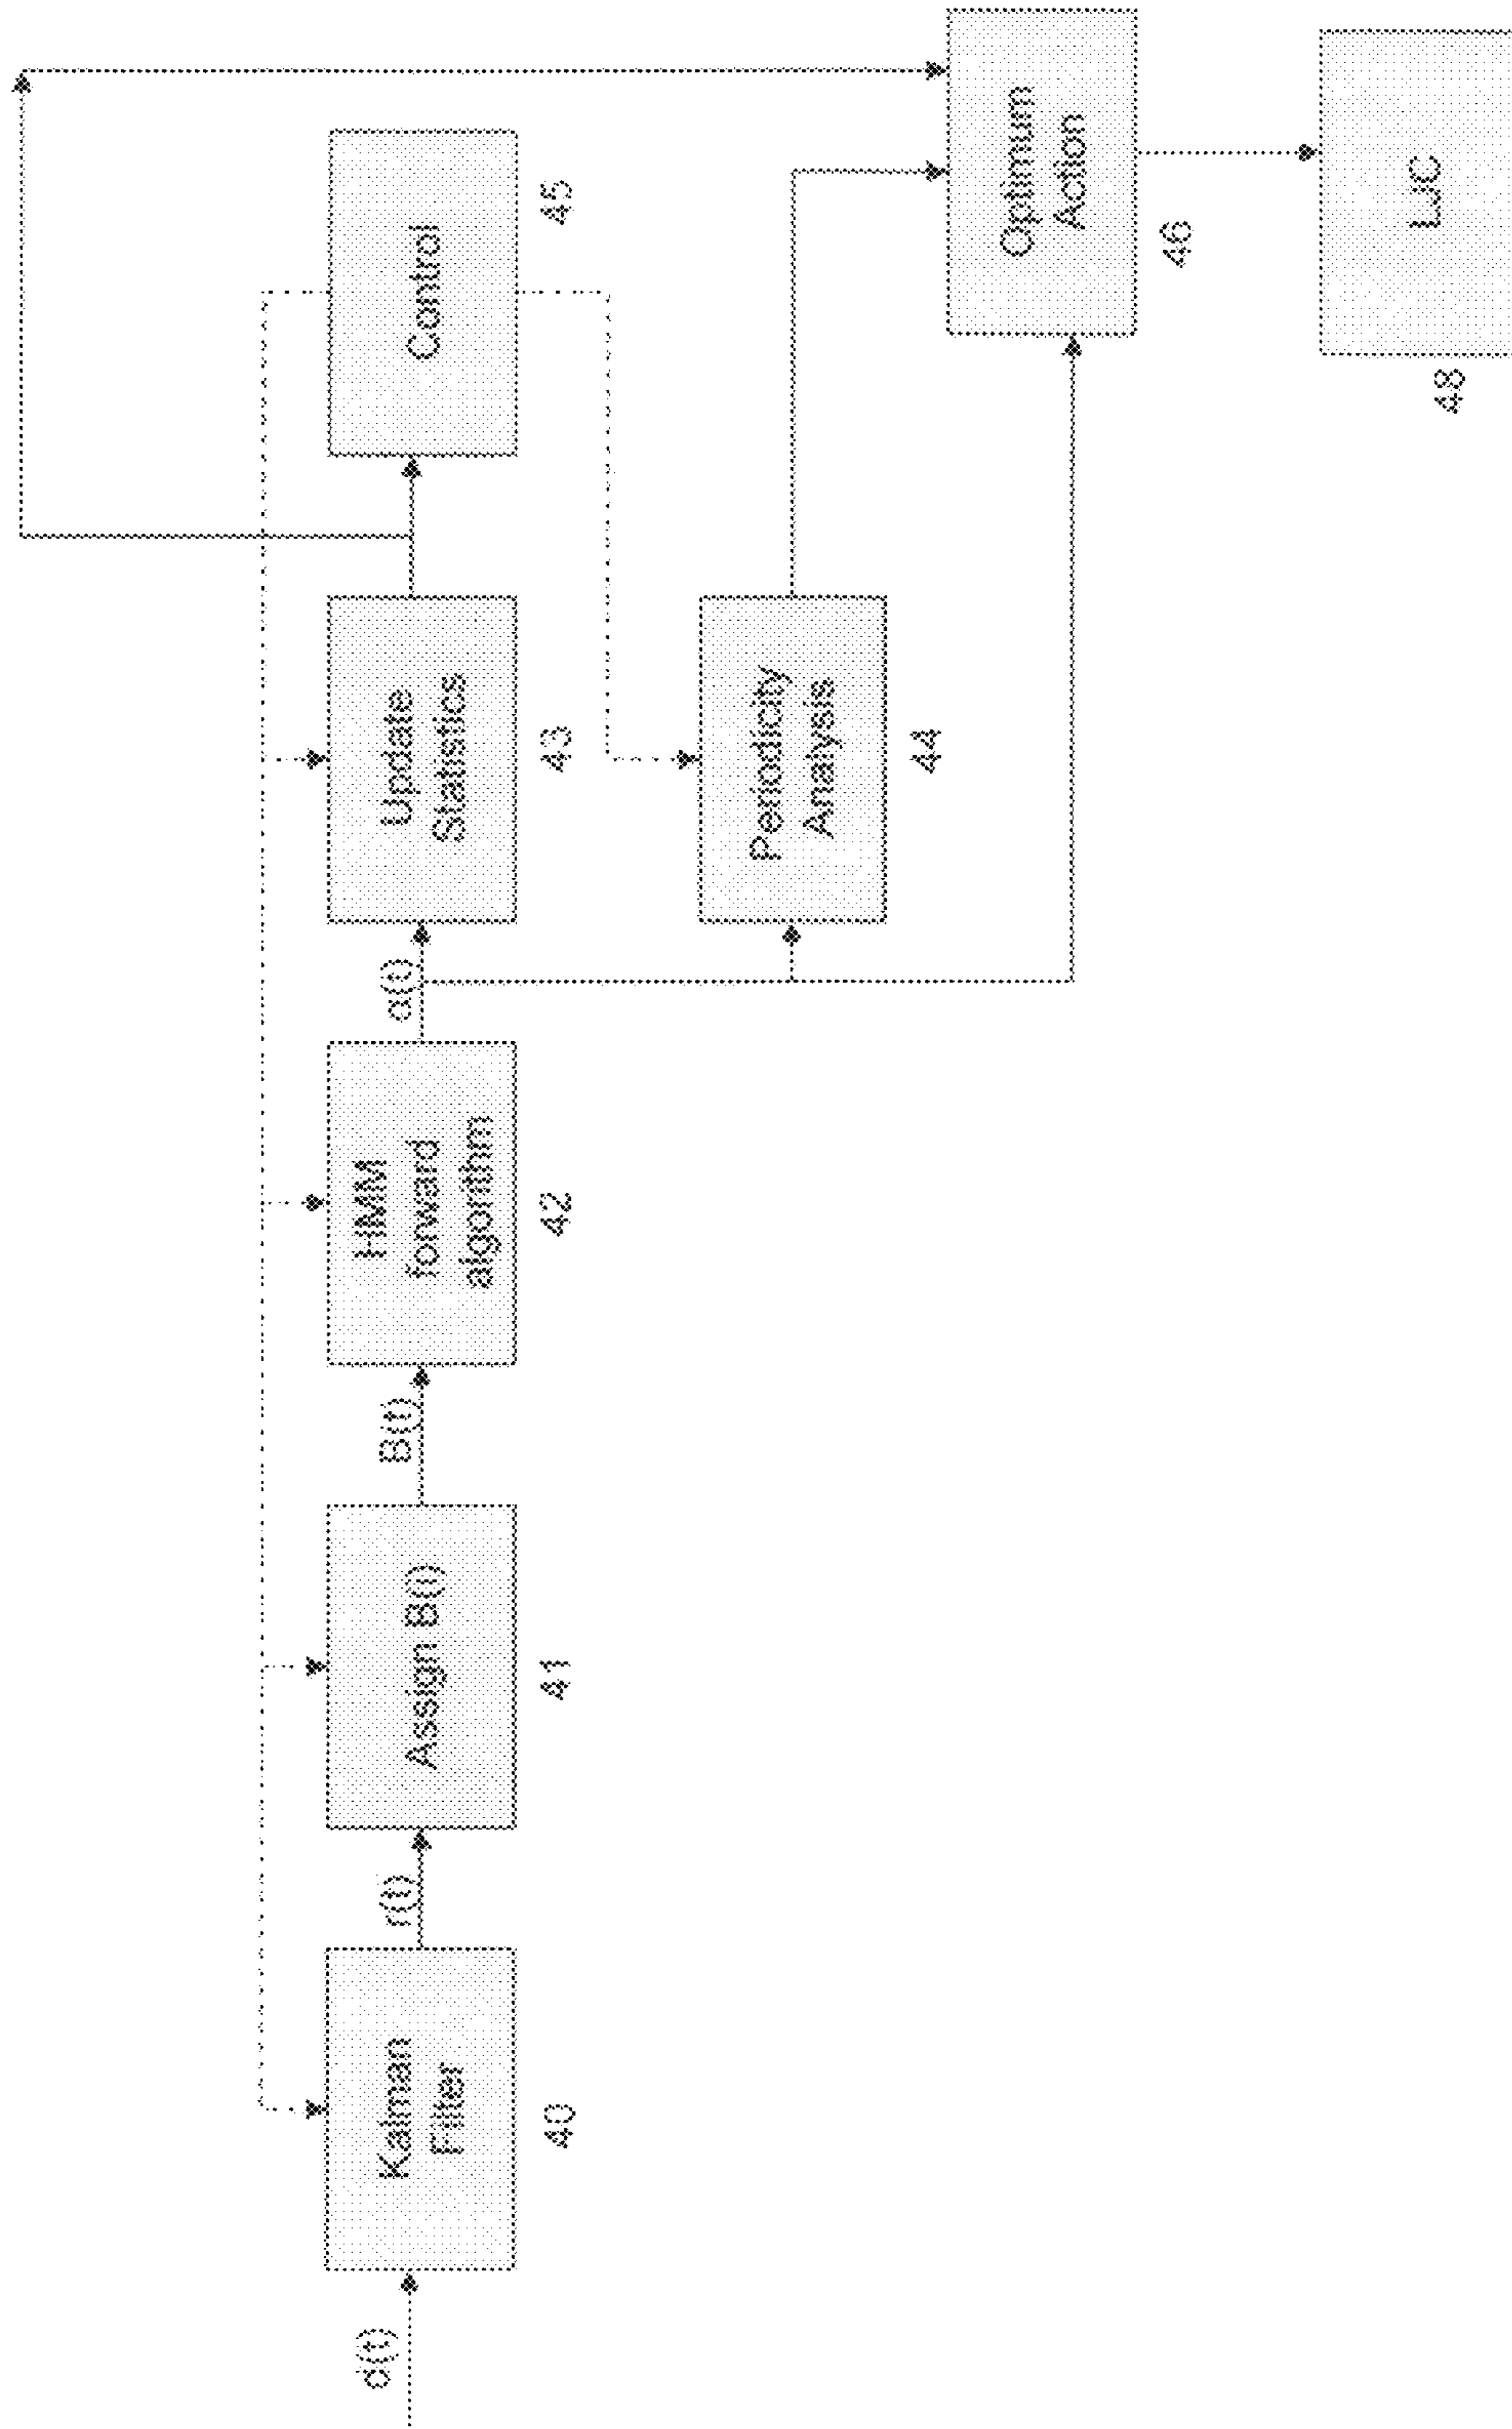 d(t)
Kalman
Filter
40
r(t)
Assign B(t)
41
B(t)
HMM
forward
algorithm
42
α(t)
Update
Statistics
43
Control
45
Periodicity
Analysis
44
Optimum
Action
46
IJC
48